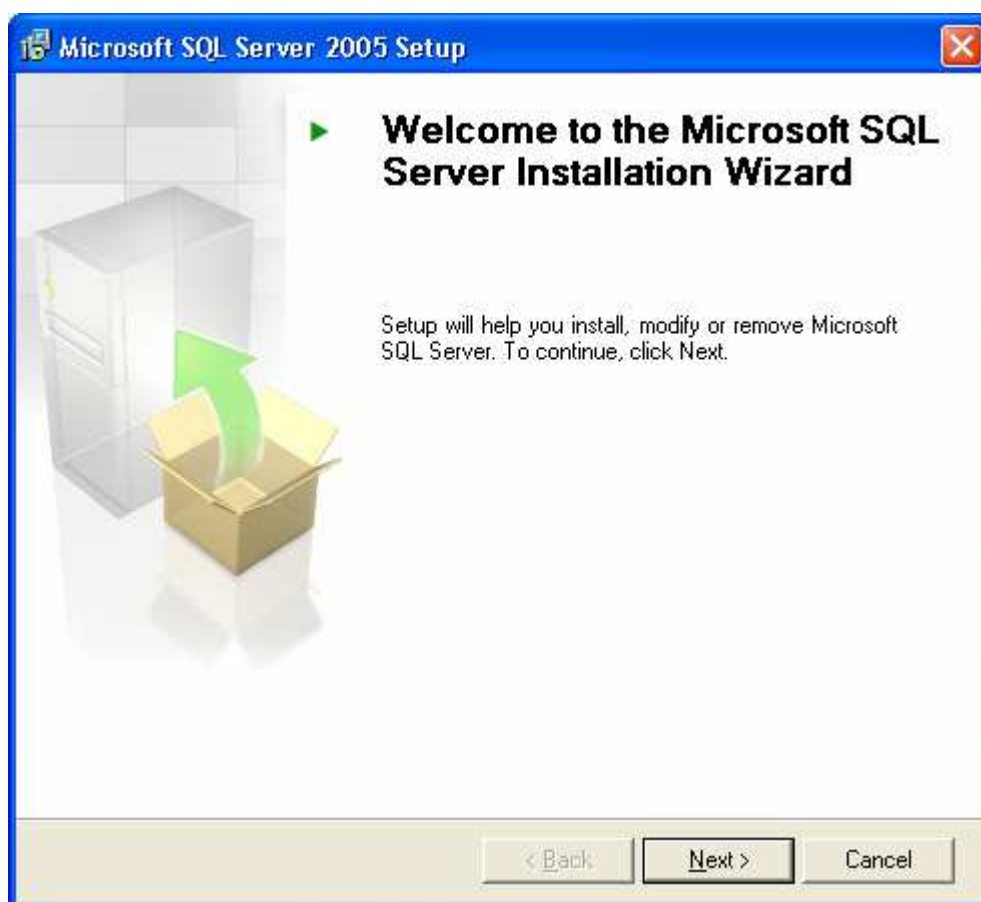 Microsoft SQL Server 2005 Setup
Welcome to the Microsoft SQL
Server Installation Wizard
Setup will help you install, modify or remove Microsoft
SQL Server. To continue, click Next.
< Back Next > Cancel